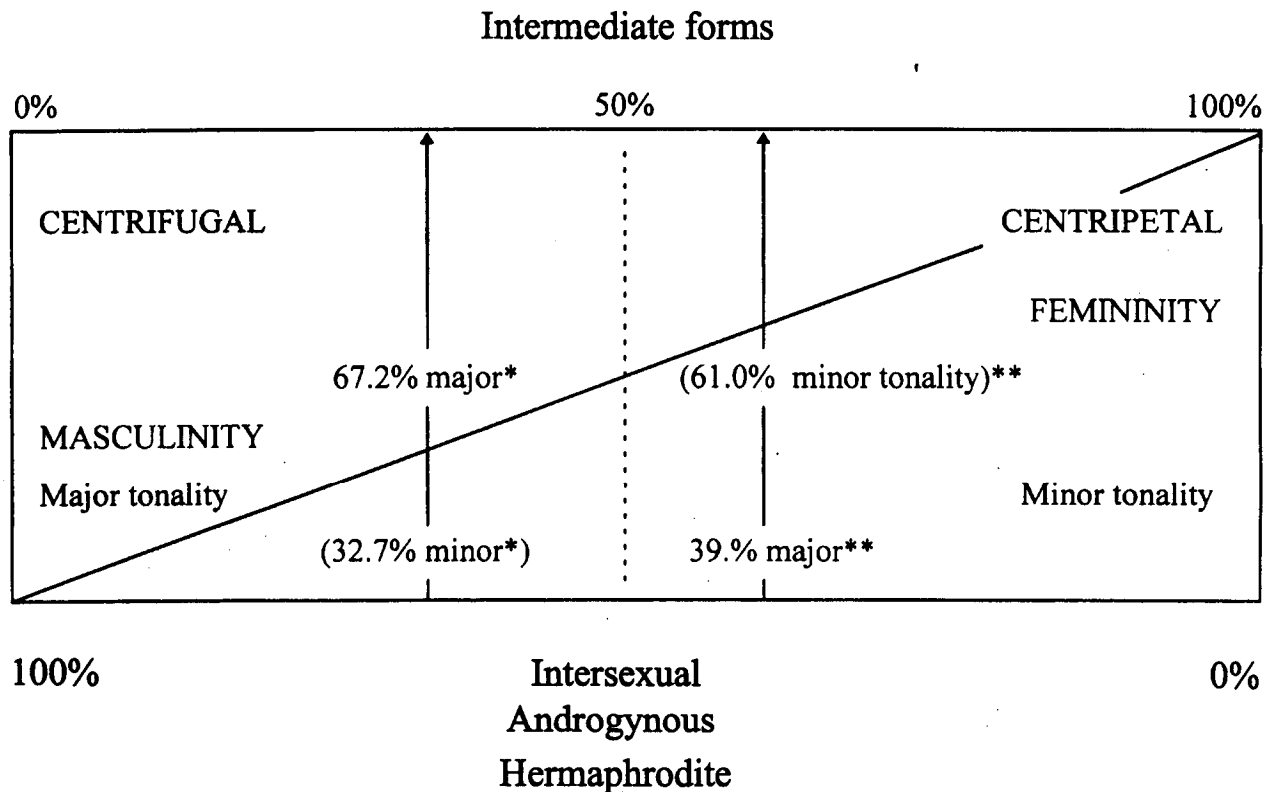 Intermediate forms
0% 50% 100%
CENTRIFUGAL CENTRIPETAL
FEMININITY
67.2% major* (61.0% minor tonality)**
MASCULINITY
Major tonality Minor tonality
(32.7% minor*) 39.% major**
100% Intersexual 0%
Androgynous
Hermaphrodite